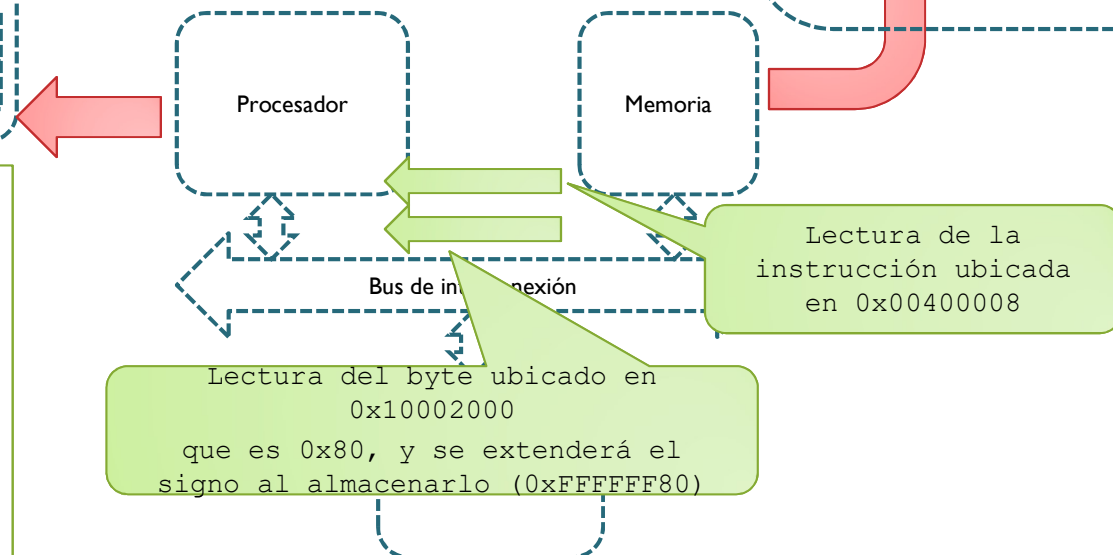 Procesador
Memoria
Lectura de la
instrucción ubicada
en 0x00400008
Bus de int nexión
Lectura del byte ubicado en
0x10002000
que es 0x80, y se extenderá el
signo al almacenarlo (0xFFFFFF80)